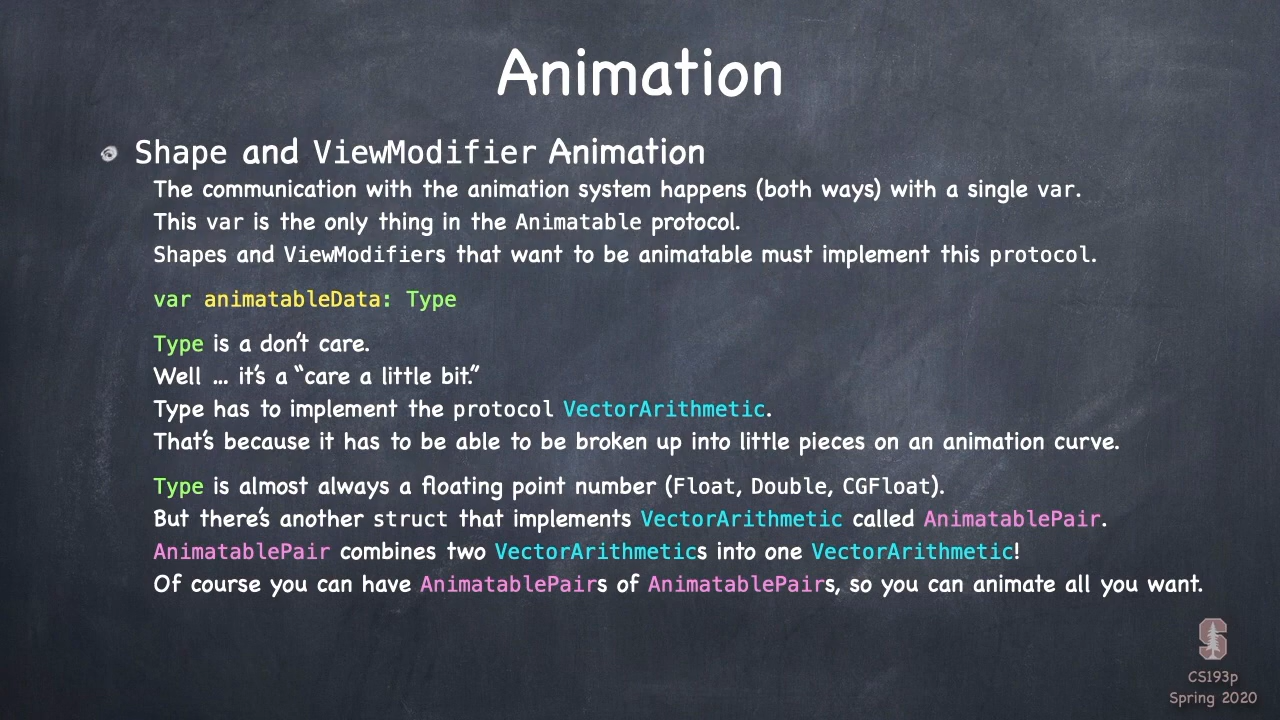 Animation
Shape and ViewModifier Animation
The communication with the animation system happens (both ways) with a single var.
This var is the only thing in the Animatable protocol.
Shapes and ViewModifiers that want to be animatable must implement this protocol.
var animatableData: Type
Type is a don't care.
Well ... it's a “care a little bit.”
Type has to implement the protocol VectorArithmetic.
That's because it has to be able to be broken up into little pieces on an animation curve.
Type is almost always a floating point number (Float, Double, CGFloat).
But there's another struct that implements VectorArithmetic called AnimatablePair.
AnimatablePair combines two VectorArithmetics into one VectorArithmetic!
Of course you can have AnimatablePairs of AnimatablePairs, so you can animate all you want.
S
CS193p
Spring 2020